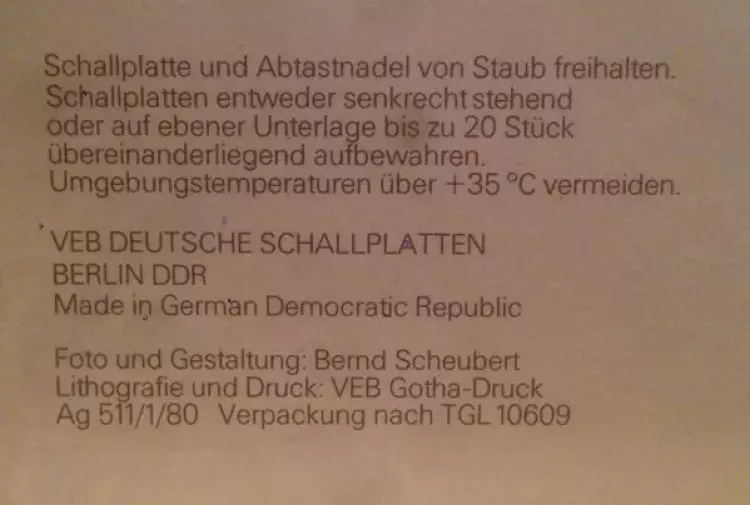 Schallplatte und Abtastnadel von Staub freihalten.
Schallplatten entweder senkrecht stehend
oder auf ebener Unterlage bis zu 20 Stück
übereinanderliegend aufbewahren.
Umgebungstemperaturen über +35 °C vermeiden.
VEB DEUTSCHE SCHALLPLATTEN
BERLIN DDR
Made in German Democratic Republic
Foto und Gestaltung: Bernd Scheubert
Lithografie und Druck: VEB Gotha-Druck
Ag 511/1/80 Verpackung nach TGL 10609